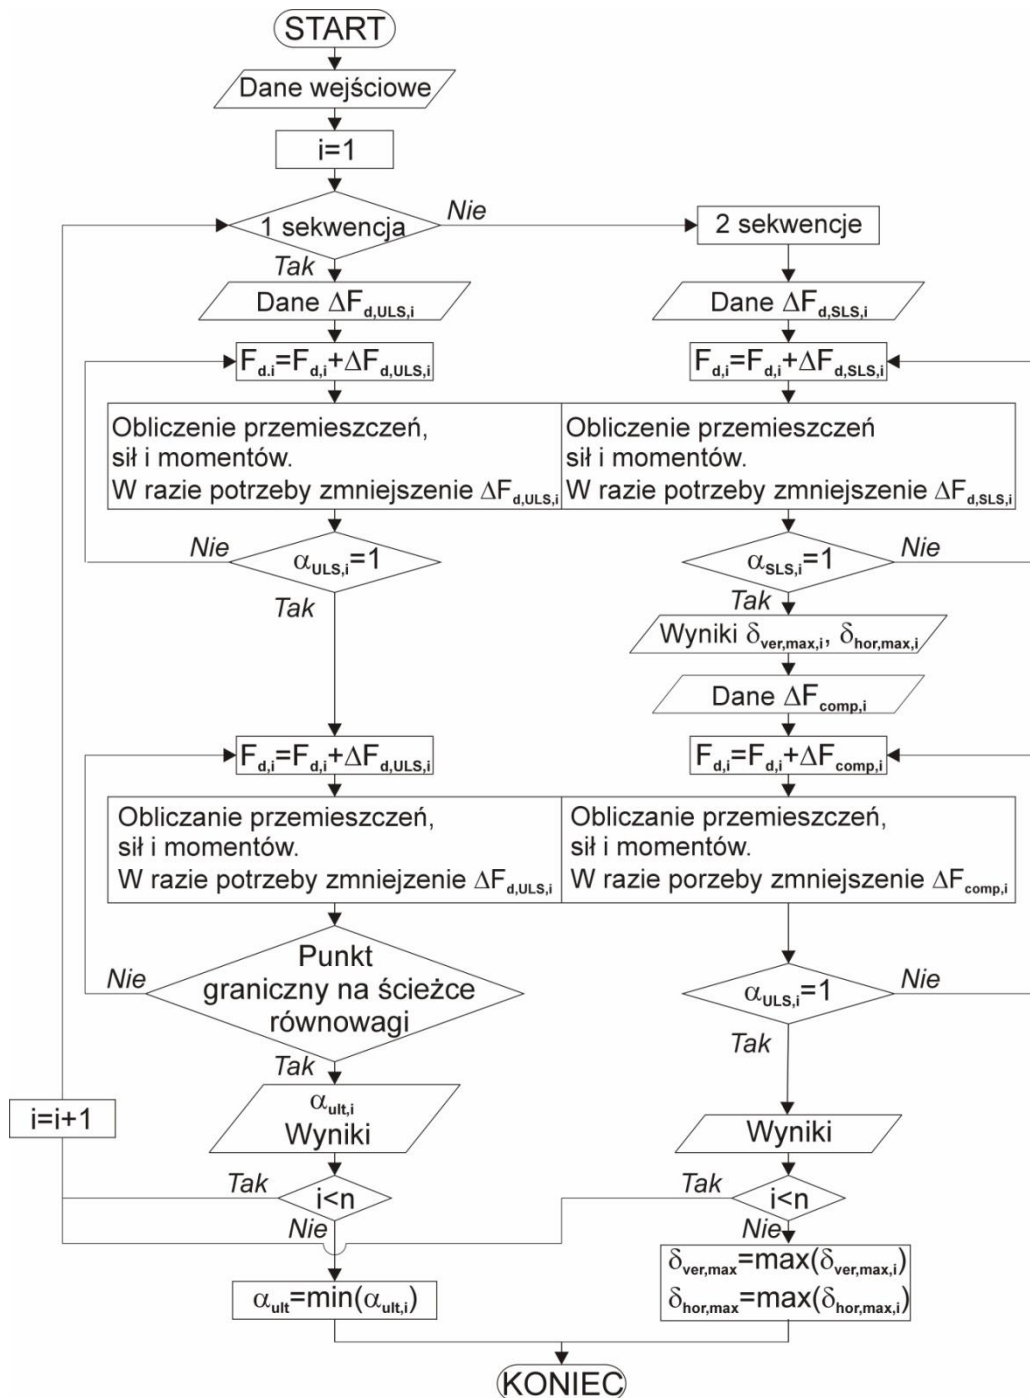 START
Dane wejściowe
i=1
1 sekwencja
Nie
2 sekwencje
Tak
Dane ΔF_d,ULS,i
Dane ΔF_d,SLS,i
F_d.i=F_d,i+ΔF_d,ULS,i
F_d,i=F_d,i+ΔF_d,SLS,i
Obliczenie przemieszczeń,
sił i momentów.
W razie potrzeby zmniejszenie ΔF_d,ULS,i
Obliczenie przemieszczeń
sił i momentów.
W razie potrzeby zmniejszenie ΔF_d,SLS,i
Nie
α_ULS,i=1
Tak
α_SLS,i=1
Nie
Tak
Wyniki δ_ver,max,i, δ_hor,max,i
Dane ΔF_comp,i
F_d,i=F_d,i+ΔF_d,ULS,i
F_d,i=F_d,i+ΔF_comp,i
Obliczanie przemieszczeń,
sił i momentów.
W razie potrzeby zmniejzenie ΔF_d,ULS,i
Obliczanie przemieszczeń,
sił i momentów.
W razie porzeby zmniejszenie ΔF_comp,i
Nie
Punkt
graniczny na ścieżce
równowagi
Tak
α_ULS,i=1
Nie
Tak
i=i+1
α_ult,i
Wyniki
Wyniki
Tak
i<n
Nie
Tak
i<n
Nie
α_ult=min(α_ult,i)
δ_ver,max=max(δ_ver,max,i)
δ_hor,max=max(δ_hor,max,i)
KONIEC